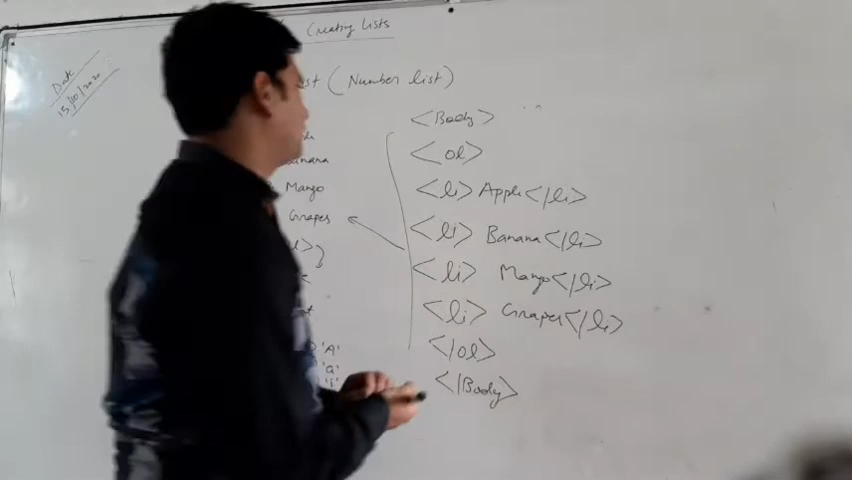 Creating Lists
Date
15/10/2020
(Number list)
Banana
Mango
Grapes
'A'
'a'
'i'
<Body>
<ol>
<li> Apple </li>
<li> Banana </li>
<li> Mango </li>
<li> Grapes </li>
</ol>
</Body>